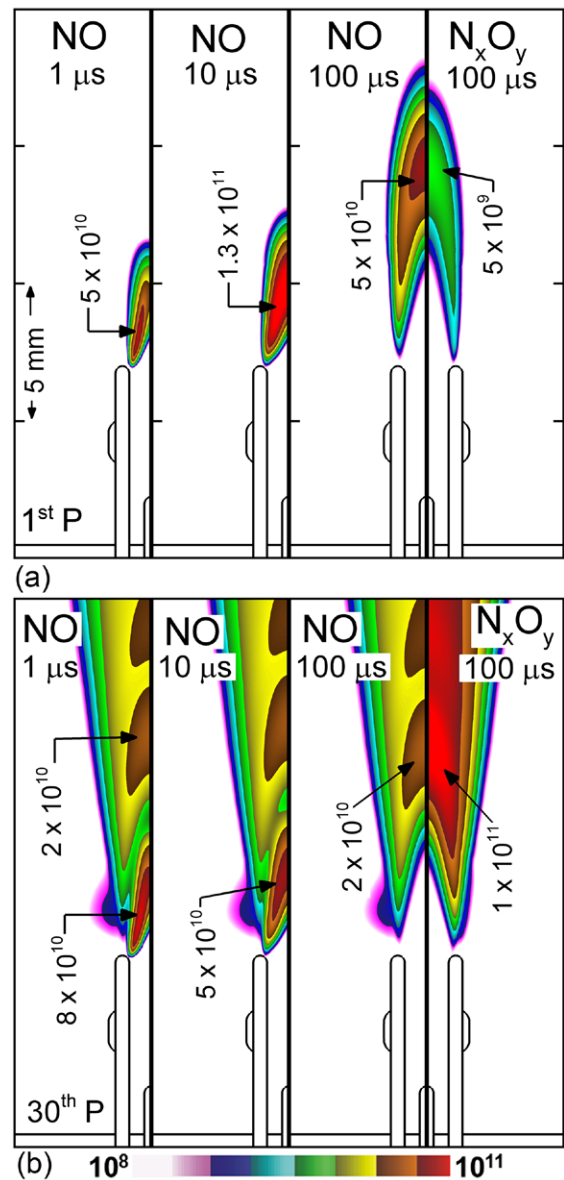 NO
1 μs
NO
10 μs
NO
100 μs
NxOy
100 μs
5 x 10^10
1.3 x 10^11
5 x 10^10
5 x 10^9
5 mm
1st P
(a)
NO
1 μs
NO
10 μs
NO
100 μs
NxOy
100 μs
2 x 10^10
8 x 10^10
5 x 10^10
2 x 10^10
1 x 10^11
30th P
(b)
10^8
10^11